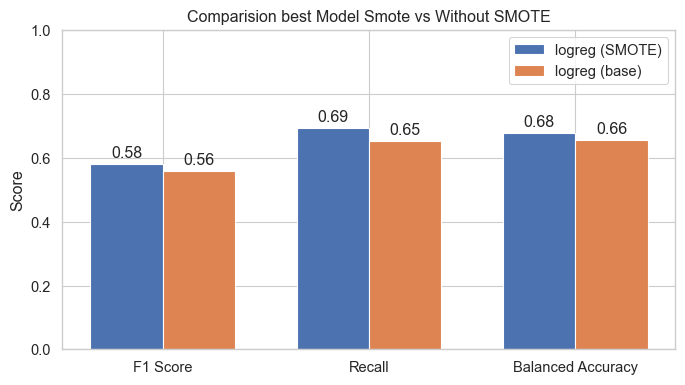 Comparision best Model Smote vs Without SMOTE
logreg (SMOTE)
logreg (base)
Score
1.0
0.8
0.6
0.4
0.2
0.0
0.58
0.56
0.69
0.65
0.68
0.66
F1 Score
Recall
Balanced Accuracy